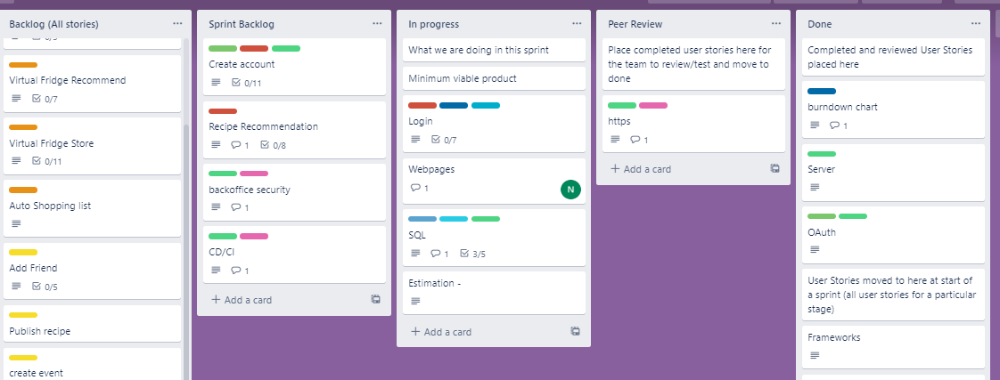 Backlog (All stories)
Virtual Fridge Recommend
0/7
Virtual Fridge Store
0/11
Auto Shopping list
Add Friend
0/5
Publish recipe
create event
Sprint Backlog
Create account
0/11
Recipe Recommendation
1 0/8
backoffice security
1
CD/CI
1
+ Add a card
In progress
What we are doing in this sprint
Minimum viable product
Login
0/7
Webpages
1
N
SQL
1 3/5
Estimation -
+ Add a card
Peer Review
Place completed user stories here for
the team to review/test and move to
done
https
1
+ Add a card
Done
Completed and reviewed User Stories
placed here
burndown chart
1
Server
OAuth
User Stories moved to here at start of
a sprint (all user stories for a particular
stage)
Frameworks